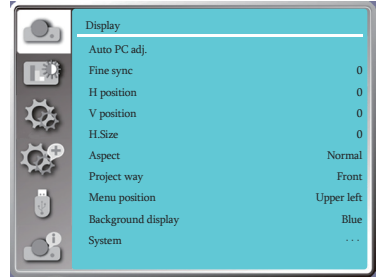 Display
Auto PC adj.
Fine sync 0
H position 0
V position 0
H.Size 0
Aspect Normal
Project way Front
Menu position Upper left
Background display Blue
System ...